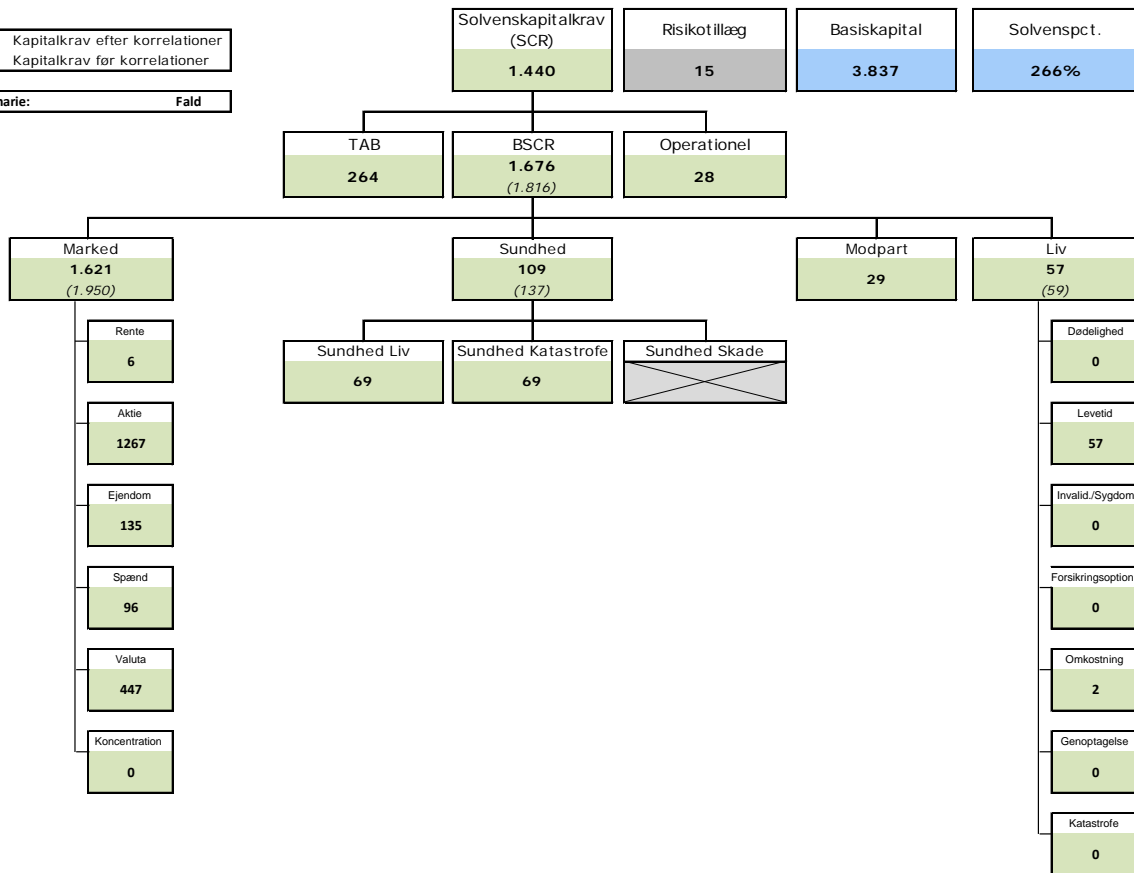 Kapitalkrav efter korrelationer
Kapitalkrav før korrelationer
Fald
Solvenskapitalkrav
(SCR)
1.440
Risikotillæg
15
Basiskapital
3.837
Solvenspct.
266%
TAB
264
BSCR
1.676
(1.816)
Operationel
28
Marked
1.621
(1.950)
Sundhed
109
(137)
Modpart
29
Liv
57
(59)
Rente
6
Aktie
1267
Ejendom
135
Spænd
96
Valuta
447
Koncentration
0
Sundhed Liv
69
Sundhed Katastrofe
69
Sundhed Skade
Dødelighed
0
Levetid
57
Invalid./Sygdom
0
Forsikringsoption
0
Omkostning
2
Genoptagelse
0
Katastrofe
0